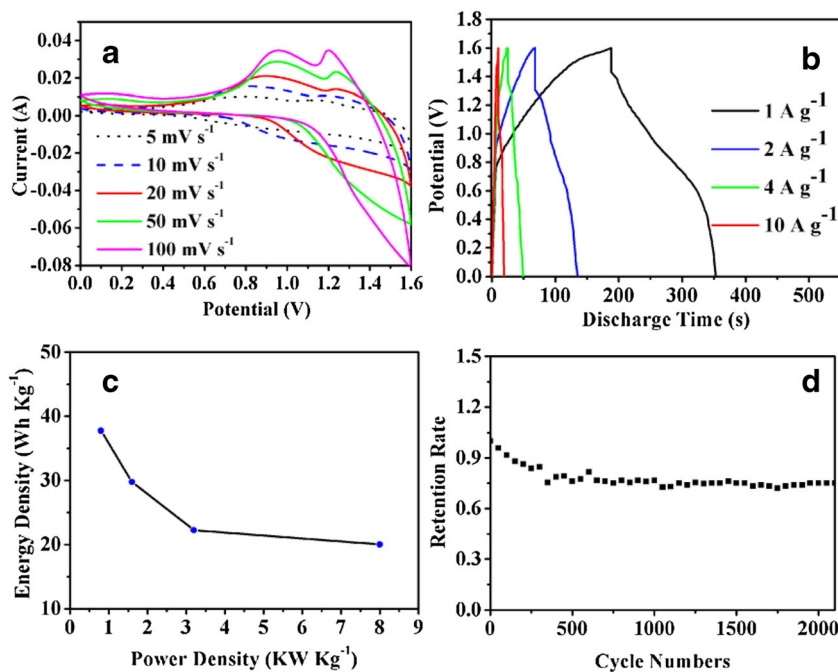 a
0.04
0.02
0.00
-0.02
-0.04
-0.06
-0.08
Current (A)
5 mV s-1
10 mV s-1
20 mV s-1
50 mV s-1
100 mV s-1
0.0 0.2 0.4 0.6 0.8 1.0 1.2 1.4 1.6
Potential (V)
b
1.8
1.6
1.4
1.2
1.0
0.8
0.6
0.4
0.2
0.0
Potential (V)
1 A g-1
2 A g-1
4 A g-1
10 A g-1
0 100 200 300 400 500
Discharge Time (s)
c
50
40
30
20
10
Energy Density (Wh Kg-1)
0 1 2 3 4 5 6 7 8 9
Power Density (KW Kg-1)
d
1.5
1.2
0.9
0.6
0.3
0.0
Retention Rate
0 500 1000 1500 2000
Cycle Numbers